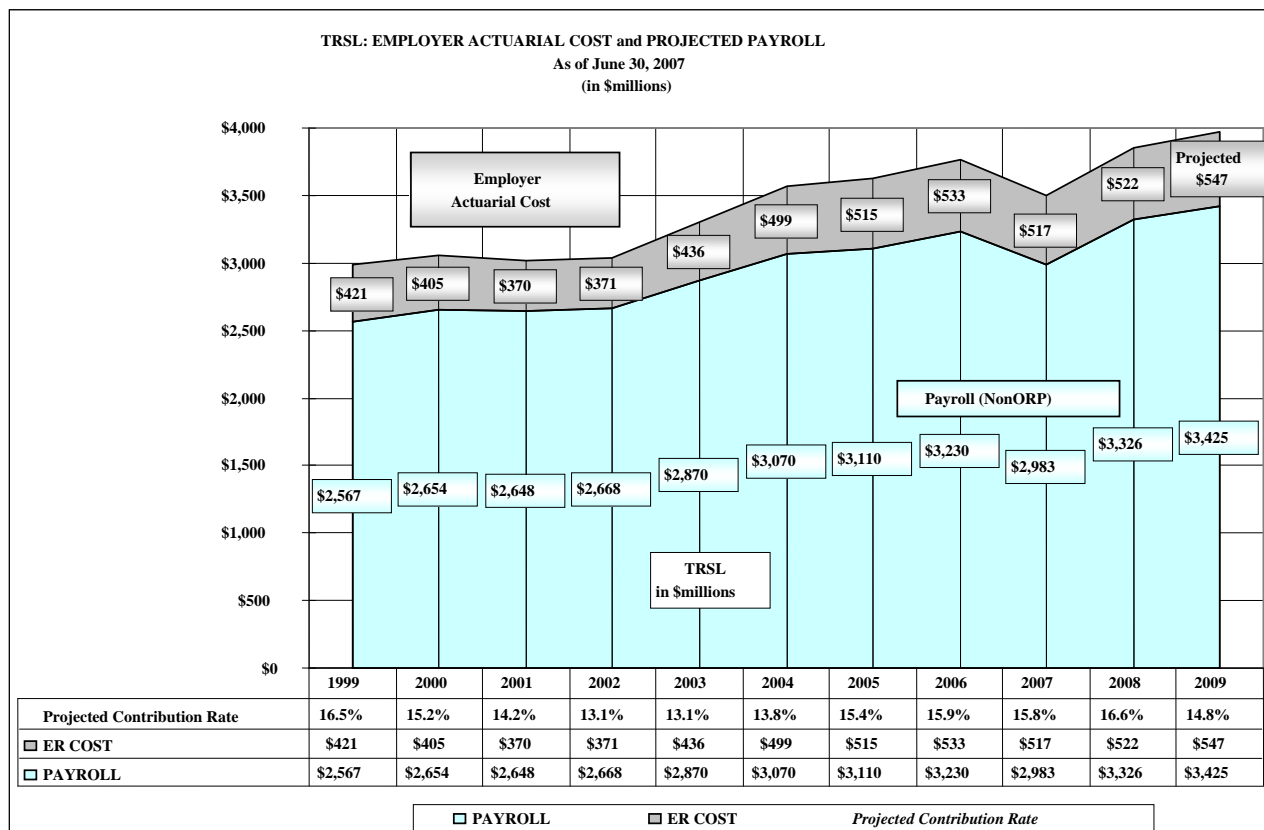 TRSL: EMPLOYER ACTUARIAL COST and PROJECTED PAYROLL
As of June 30, 2007
(in $millions)
$4,000
$3,500
$3,000
$2,500
$2,000
$1,500
$1,000
$500
$0
Employer
Actuarial Cost
$421
$405
$370
$371
$436
$499
$515
$533
$517
$522
Projected
$547
Payroll (NonORP)
$2,567
$2,654
$2,648
$2,668
$2,870
$3,070
$3,110
$3,230
$2,983
$3,326
$3,425
TRSL
in $millions
1999 2000 2001 2002 2003 2004 2005 2006 2007 2008 2009
Projected Contribution Rate 16.5% 15.2% 14.2% 13.1% 13.1% 13.8% 15.4% 15.9% 15.8% 16.6% 14.8%
ER COST $421 $405 $370 $371 $436 $499 $515 $533 $517 $522 $547
PAYROLL $2,567 $2,654 $2,648 $2,668 $2,870 $3,070 $3,110 $3,230 $2,983 $3,326 $3,425
PAYROLL ER COST Projected Contribution Rate